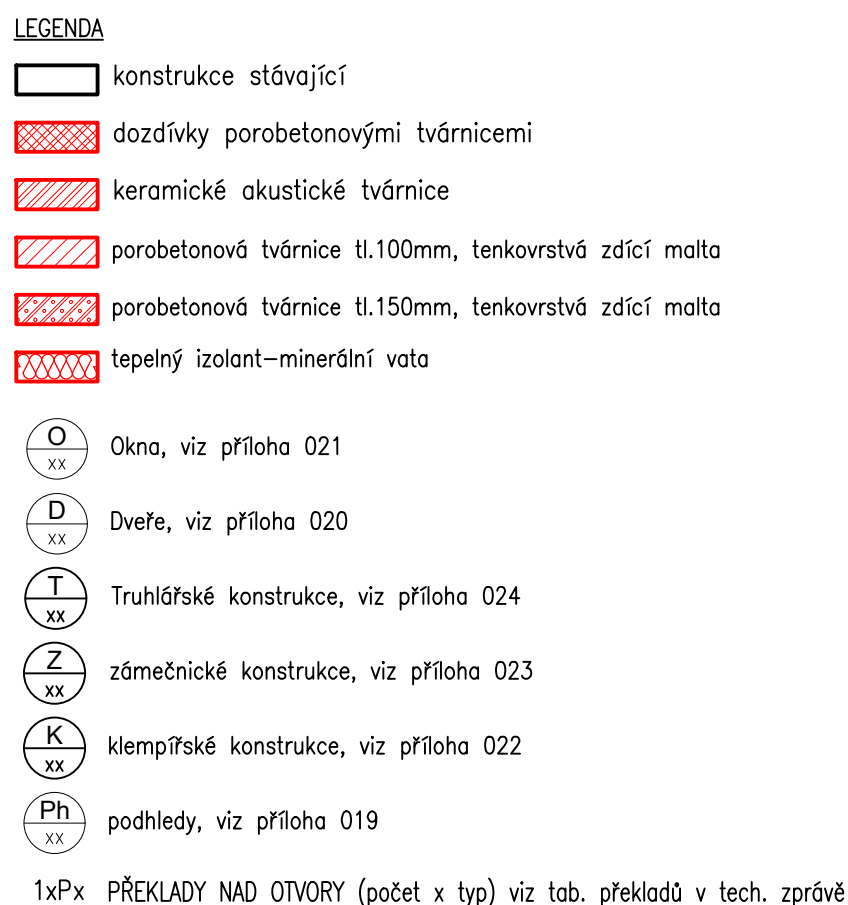 LEGENDA
konstrukce stávající
dozdívky porobetonovými tvárnicemi
keramické akustické tvárnice
porobetonová tvárnice tl.100mm, tenkovrstvá zdící malta
porobetonová tvárnice tl.150mm, tenkovrstvá zdící malta
tepelný izolant-minerální vata
O
xx
Okna, viz příloha 021
D
xx
Dveře, viz příloha 020
T
xx
Truhlářské konstrukce, viz příloha 024
Z
xx
zámečnické konstrukce, viz příloha 023
K
xx
klempířské konstrukce, viz příloha 022
Ph
xx
podhledy, viz příloha 019
1xPx PŘEKLADY NAD OTVORY (počet x typ) viz tab. překladů v tech. zprávě